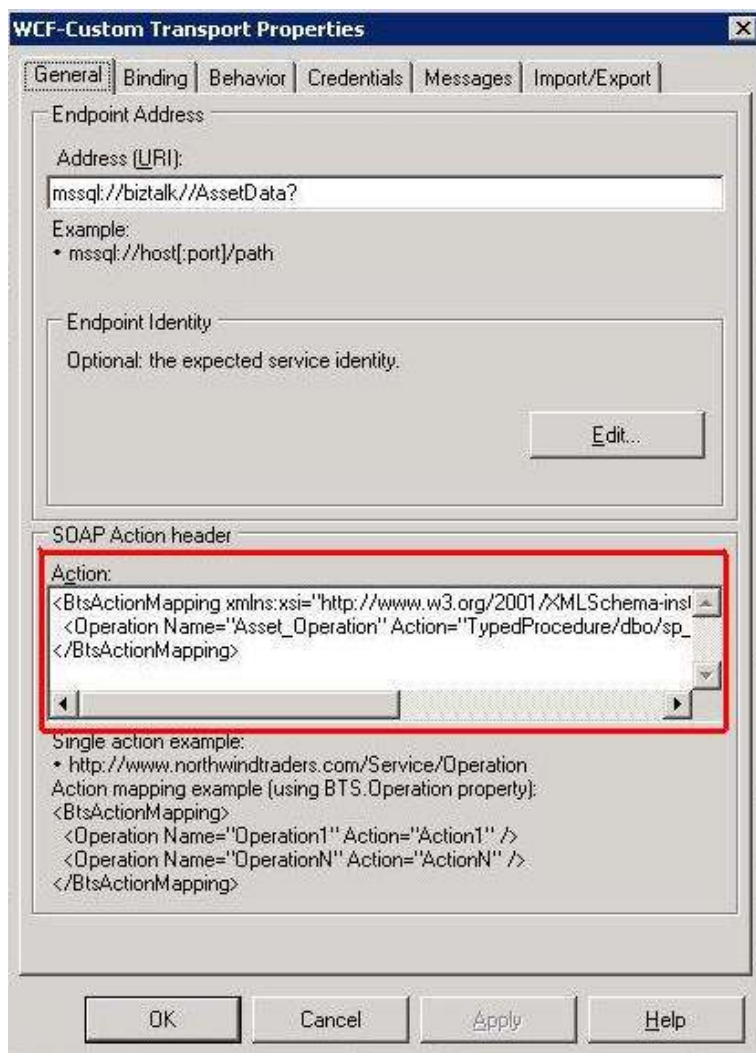 WCF-Custom Transport Properties
General Binding Behavior Credentials Messages Import/Export
Endpoint Address
Address (URI):
mssql://biztalk//AssetData?
Example:
• mssql://host[:port]/path
Endpoint Identity
Optional: the expected service identity.
Edit...
SOAP Action header
Action:
<BtsActionMapping xmlns:xsi="http://www.w3.org/2001/XMLSchema-inst
<Operation Name="Asset_Operation" Action="TypedProcedure/dbo/sp_
</BtsActionMapping>
Single action example:
• http://www.northwindtraders.com/Service/Operation
Action mapping example (using BTS.Operation property):
<BtsActionMapping>
<Operation Name="Operation1" Action="Action1" />
<Operation Name="OperationN" Action="ActionN" />
</BtsActionMapping>
OK Cancel Apply Help